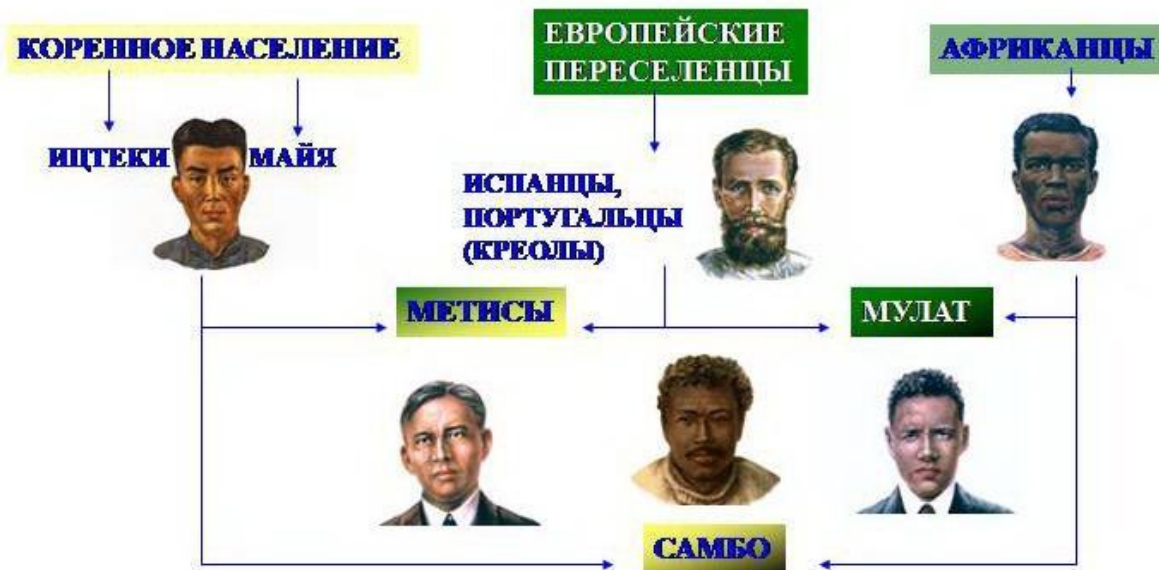 КОРЕННОЕ НАСЕЛЕНИЕ
ЕВРОПЕЙСКИЕ
ПЕРЕСЕЛЕНЦЫ
АФРИКАНЦЫ
ИЦТЕКИ
МАЙЯ
ИСПАНЦЫ,
ПОРТУГАЛЬЦЫ
(КРЕОЛЫ)
МЕТИСЫ
МУЛАТ
САМБО